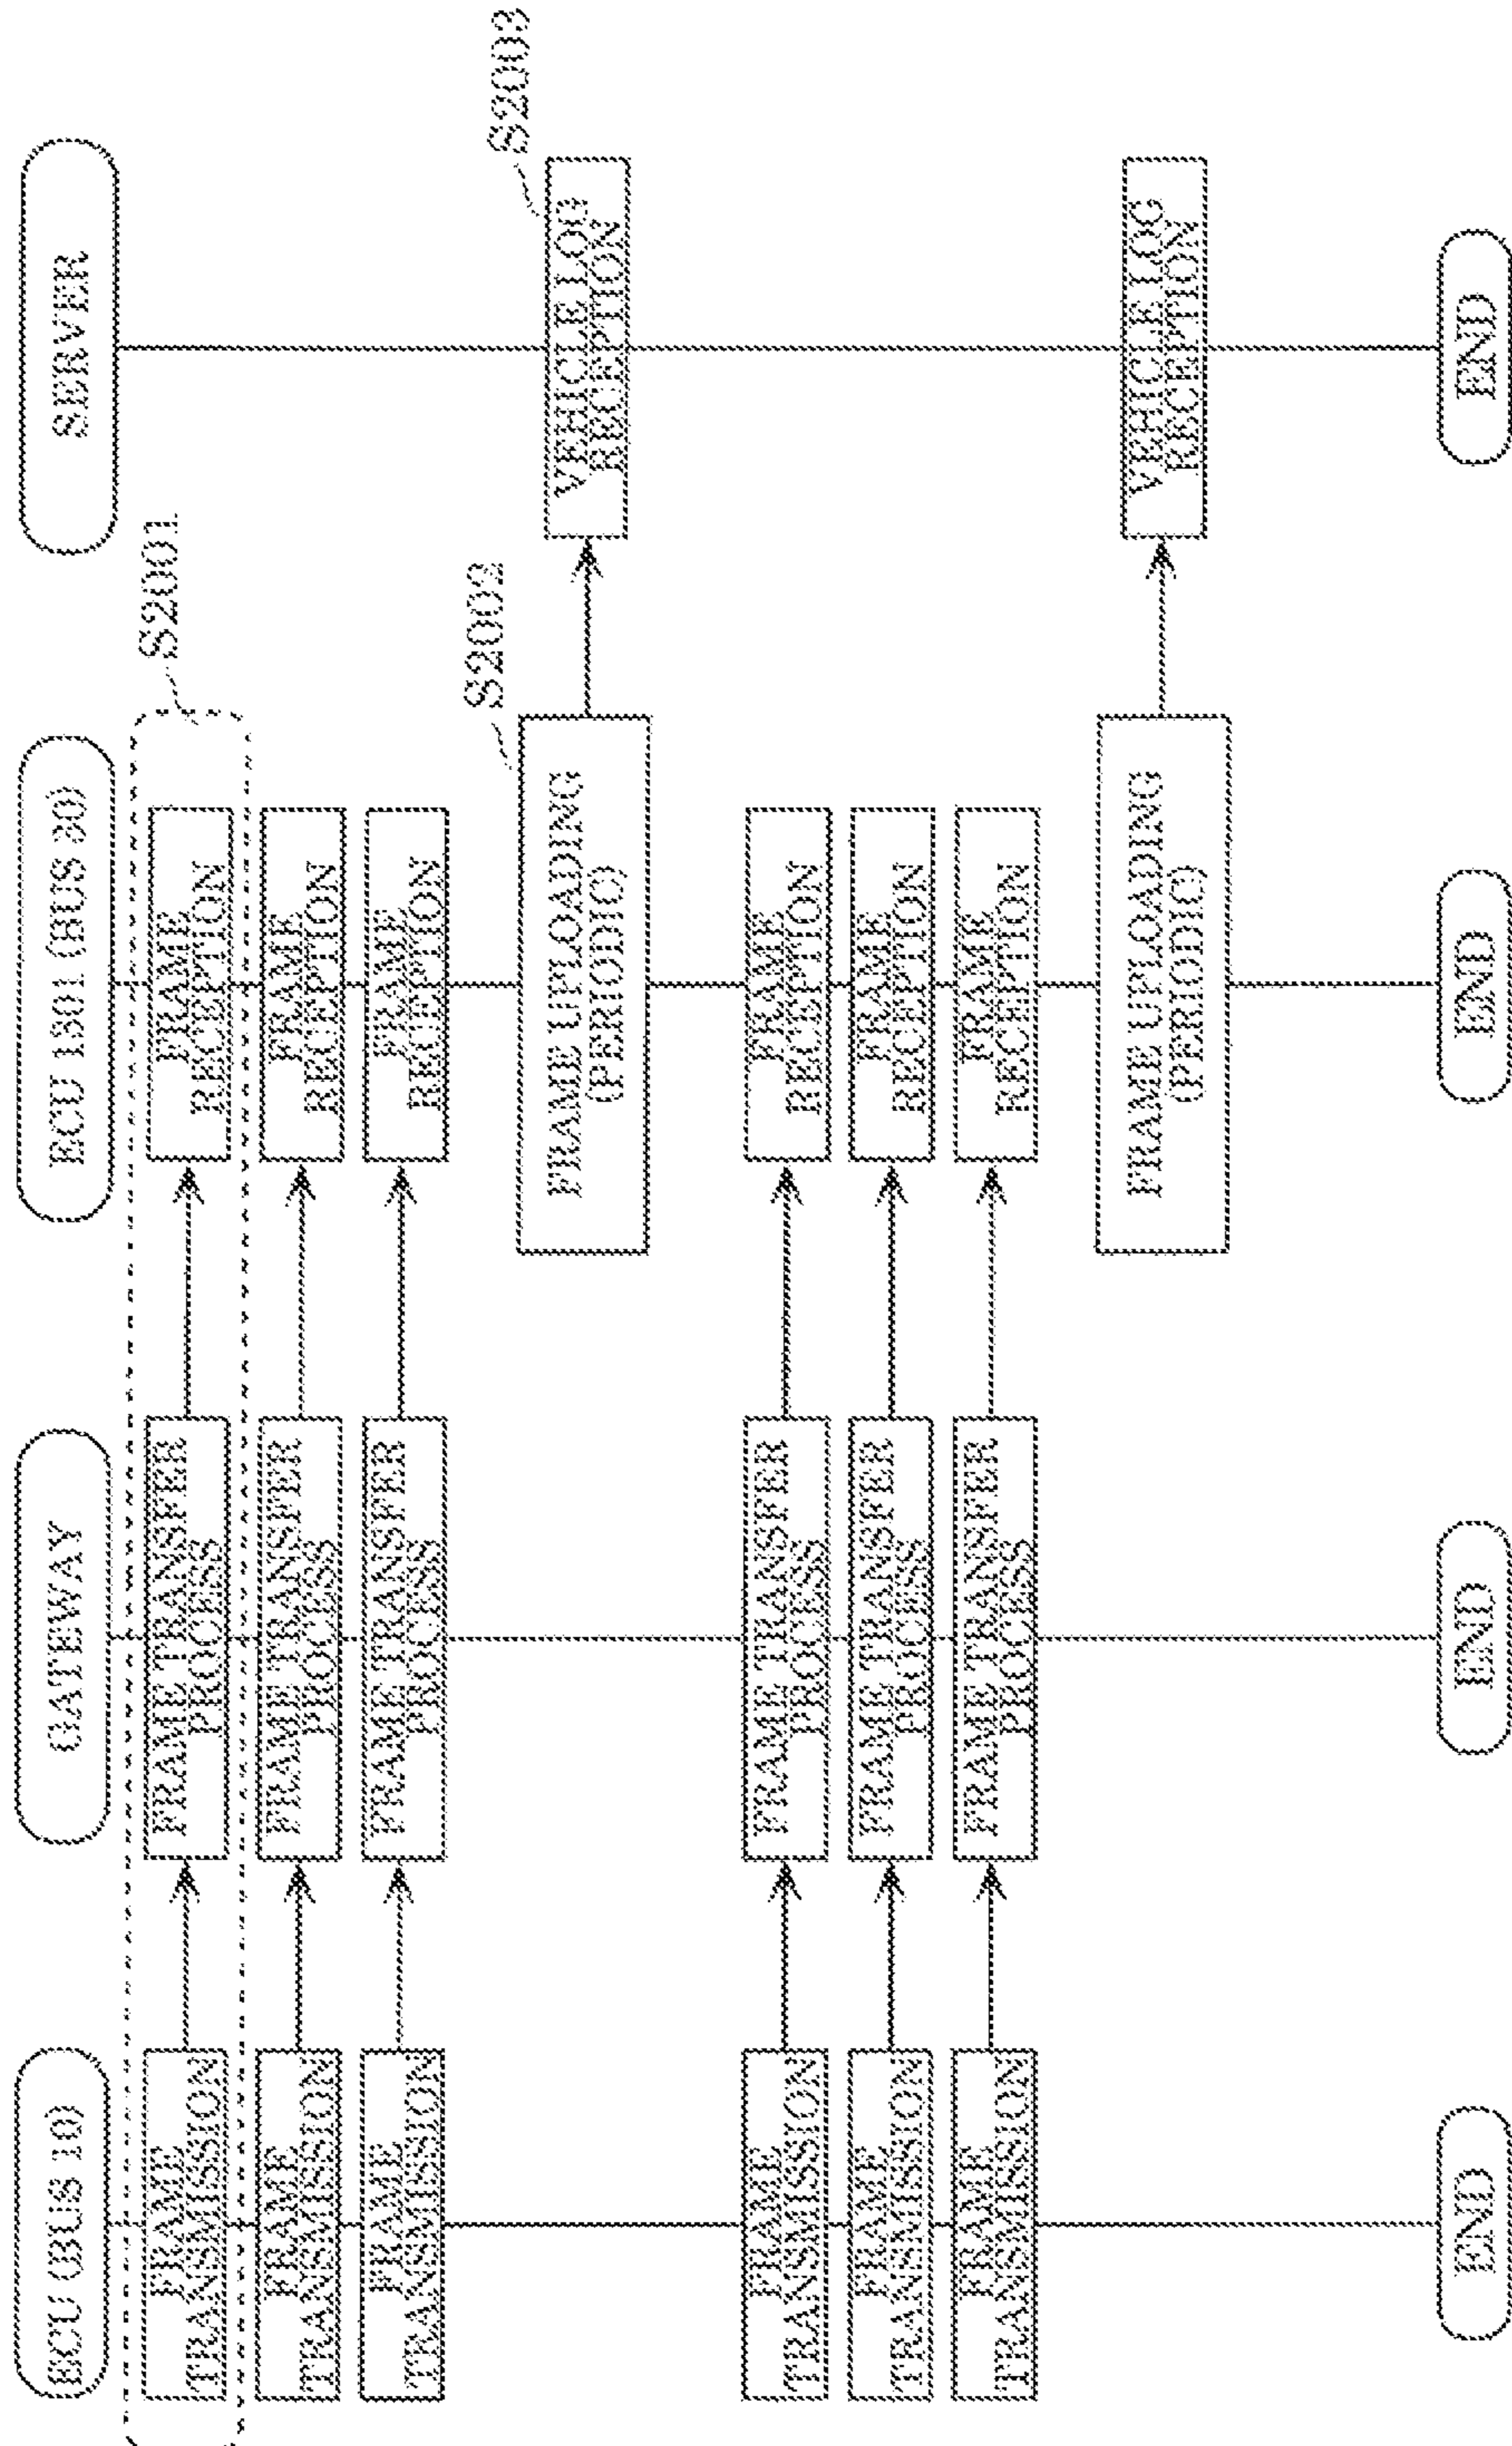 ECU (BUS 10)
GATEWAY
ECU 1301 (BUS 30)
SERVER
S2001
FRAME
TRANSMISSION
FRAME TRANSFER
PROCESS
FRAME
RECEPTION
FRAME
TRANSMISSION
FRAME TRANSFER
PROCESS
FRAME
RECEPTION
FRAME
TRANSMISSION
FRAME TRANSFER
PROCESS
FRAME
RECEPTION
S2002
S2003
FRAME UPLOADING
(PERIODIC)
VEHICLE LOG
RECEPTION
FRAME
TRANSMISSION
FRAME TRANSFER
PROCESS
FRAME
RECEPTION
FRAME
TRANSMISSION
FRAME TRANSFER
PROCESS
FRAME
RECEPTION
FRAME
TRANSMISSION
FRAME TRANSFER
PROCESS
FRAME
RECEPTION
FRAME UPLOADING
(PERIODIC)
VEHICLE LOG
RECEPTION
END
END
END
END